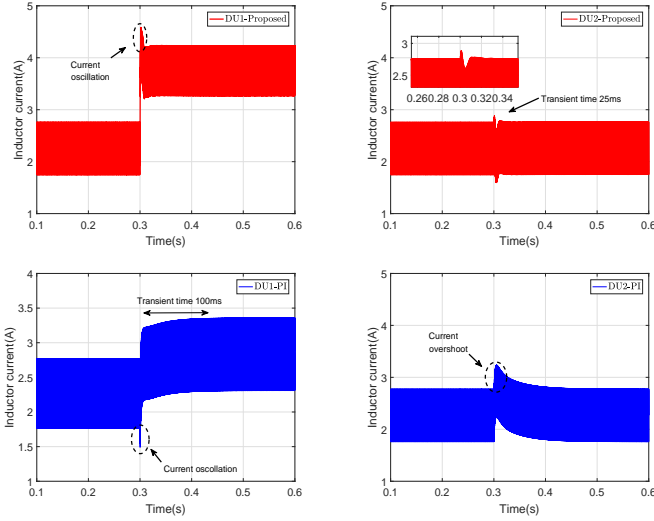 DU1-Proposed
5
4
3
2
1
Inductor current(A)
Current
oscillation
0.1 0.2 0.3 0.4 0.5 0.6
Time(s)
DU2-Proposed
5
4
3
2
1
Inductor current(A)
3
2.5
0.26 0.28 0.3 0.32 0.34
Transient time 25ms
0.1 0.2 0.3 0.4 0.5 0.6
Time(s)
DU1-PI
4
3.5
3
2.5
2
1.5
1
Inductor current(A)
Transient time 100ms
Current oscollation
0.1 0.2 0.3 0.4 0.5 0.6
Time(s)
DU2-PI
5
4
3
2
1
Inductor current(A)
Current
overshoot
0.1 0.2 0.3 0.4 0.5 0.6
Time(s)